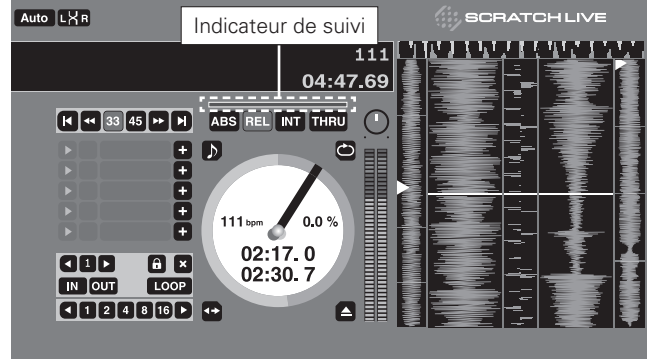 Auto L R
Indicateur de suivi
SCRATCH LIVE
111
04:47.69
33 45
ABS REL INT THRU
111 bpm 0.0 %
02:17. 0
02:30. 7
1
IN OUT LOOP
1 2 4 8 16